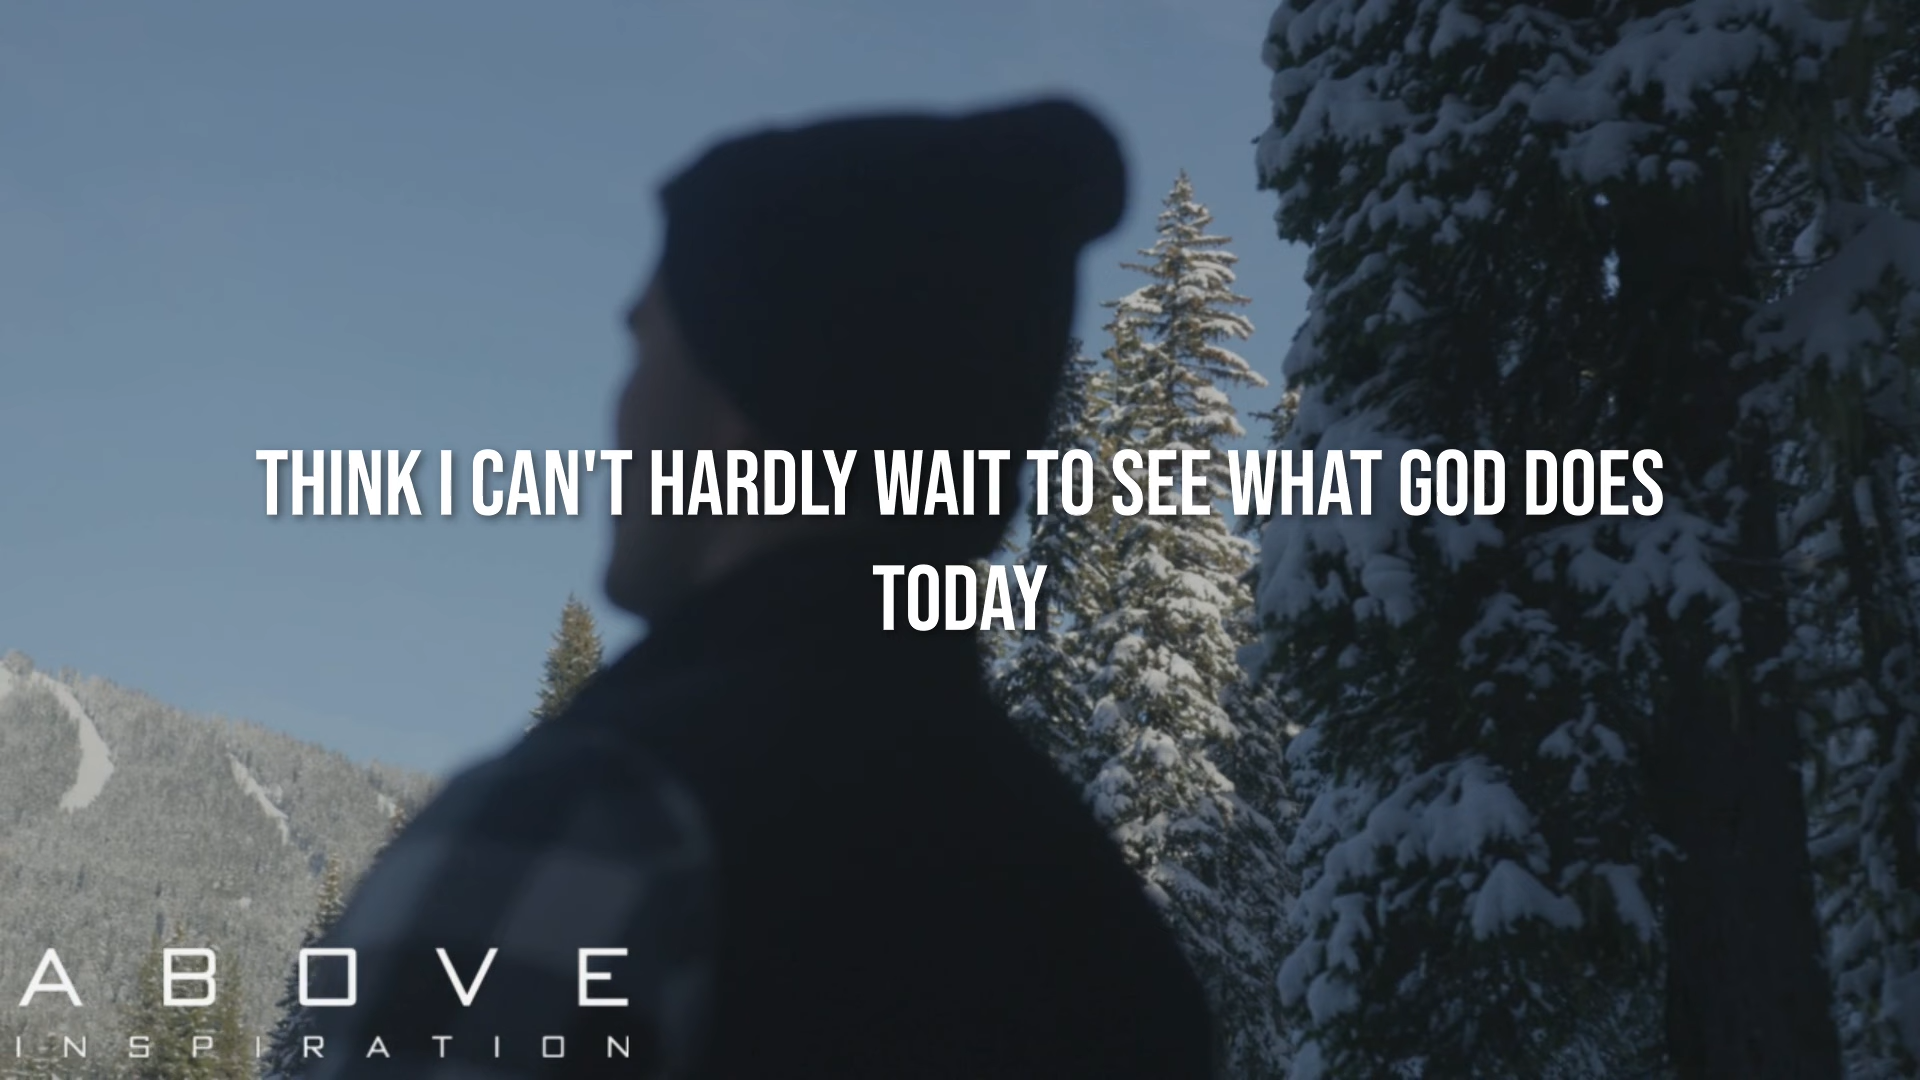 THINK I CAN'T HARDLY WAIT TO SEE WHAT GOD DOES
TODAY
ABOVE
INSPIRATION